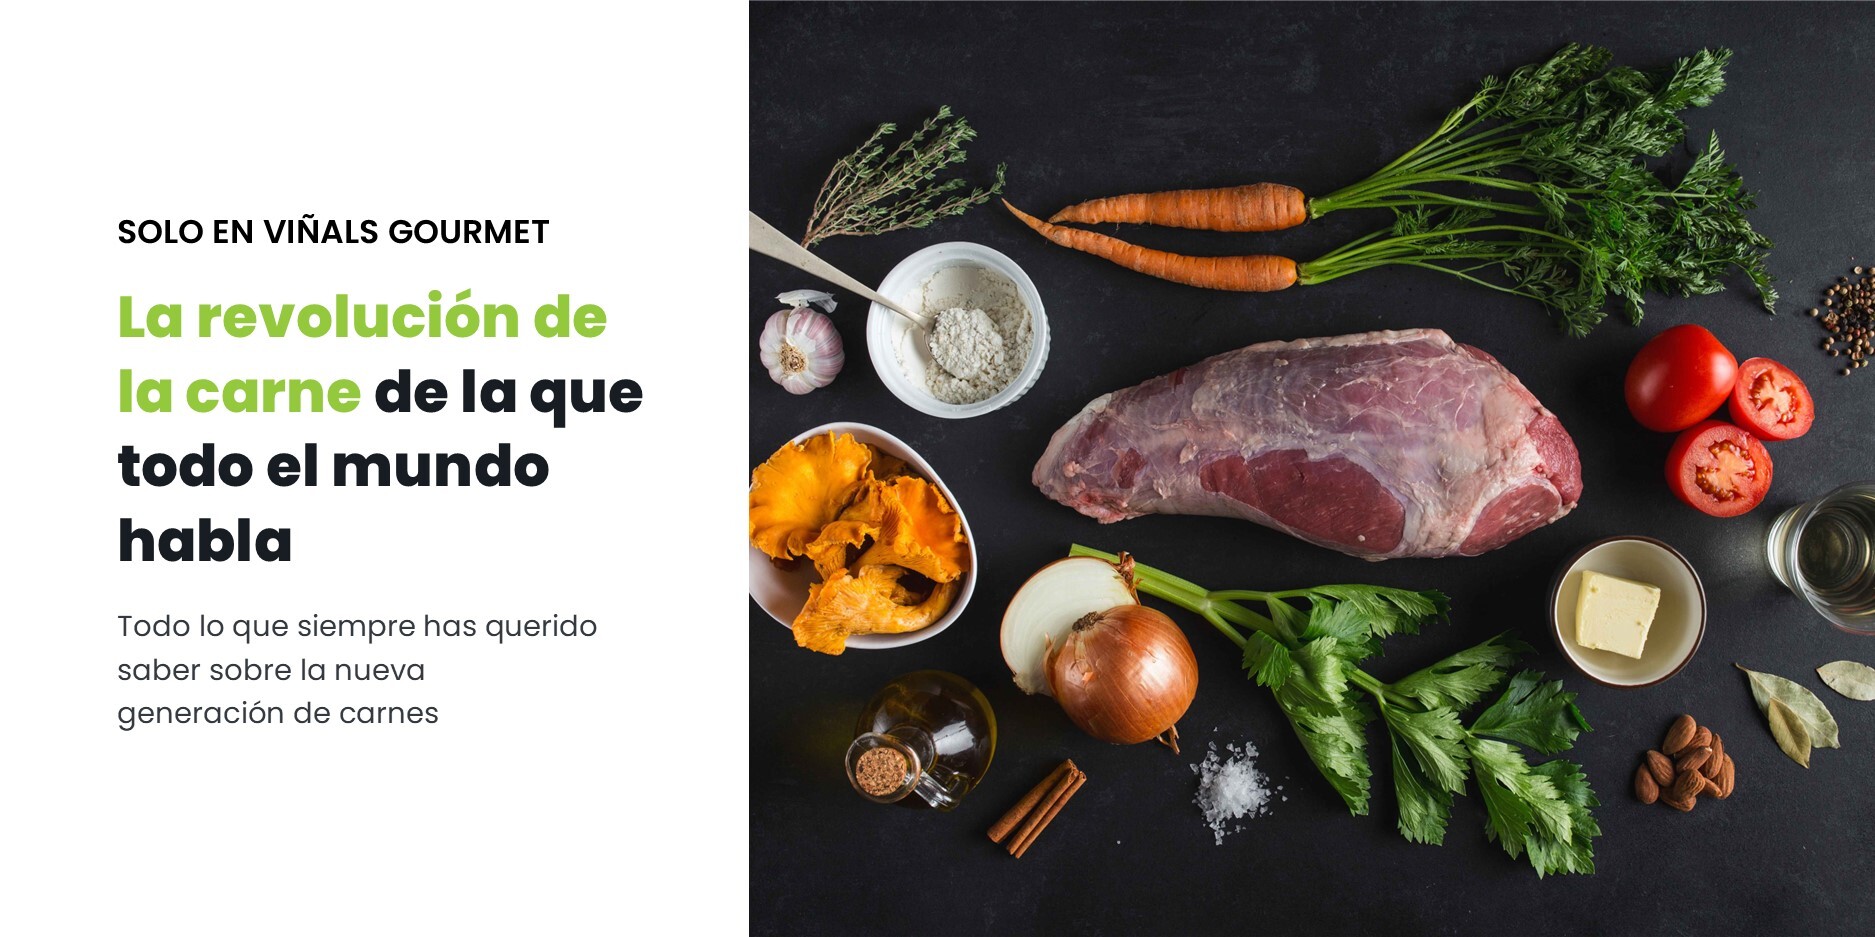 SOLO EN VIÑALS GOURMET
La revolución de
la carne de la que
todo el mundo
habla
Todo lo que siempre has querido
saber sobre la nueva
generación de carnes